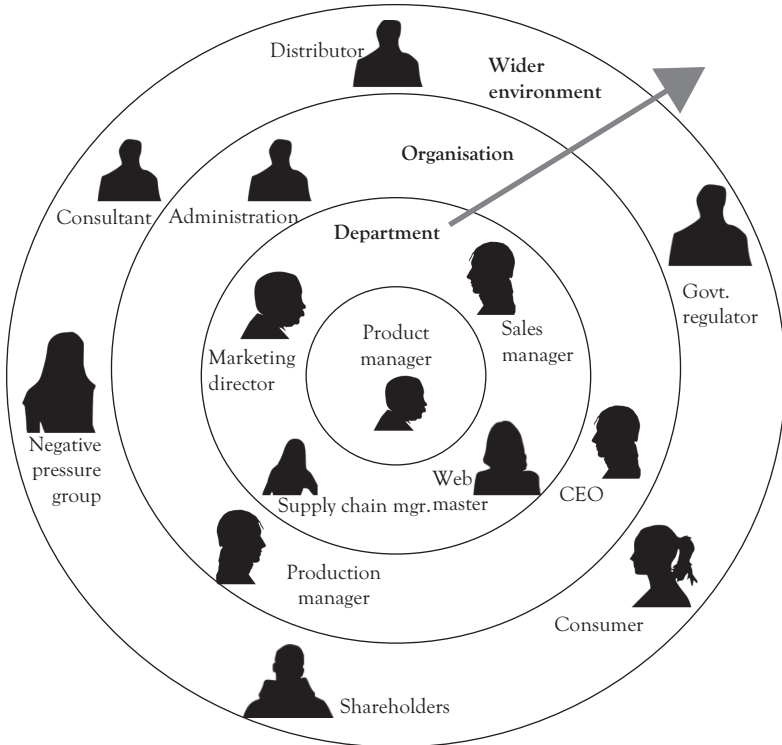 Distributor
Wider
environment
Organisation
Consultant
Administration
Department
Govt.
regulator
Product
manager
Sales
manager
Marketing
director
Negative
pressure
group
Web
master
Supply chain mgr.
CEO
Production
manager
Consumer
Shareholders